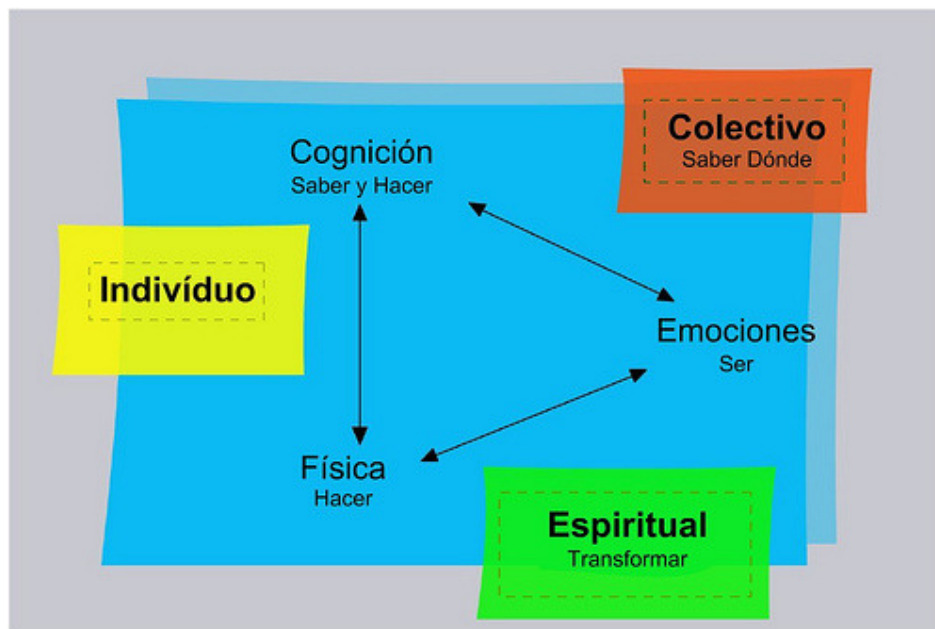 Colectivo
Saber Dónde
Cognición
Saber y Hacer
Indivíduo
Emociones
Ser
Física
Hacer
Espiritual
Transformar